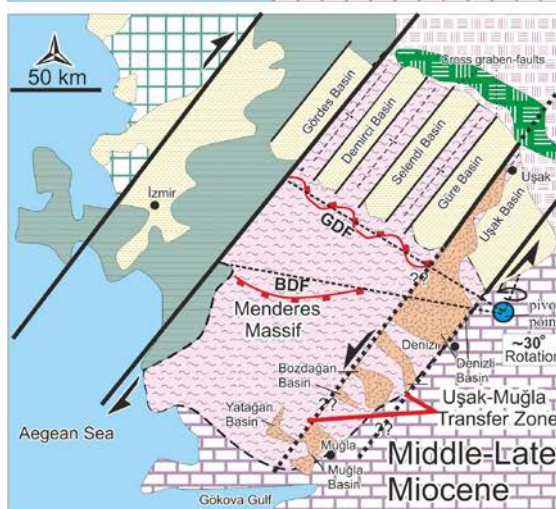 50 km
Cross graben-faults
Gördes Basin
Demirci Basin
Selendi Basin
Güre Basin
Uşak
Uşak Basin
İzmir
GDF
??
BDF
Menderes
Massif
pivot
point
~30°
Rotation
Denizli
Denizli
Basin
Bozdağan
Basin
Yatağan
Basin
??
Uşak-Muğla
Transfer Zone
??
Aegean Sea
Muğla
Muğla
Basin
Middle-Late
Miocene
Gökova Gulf